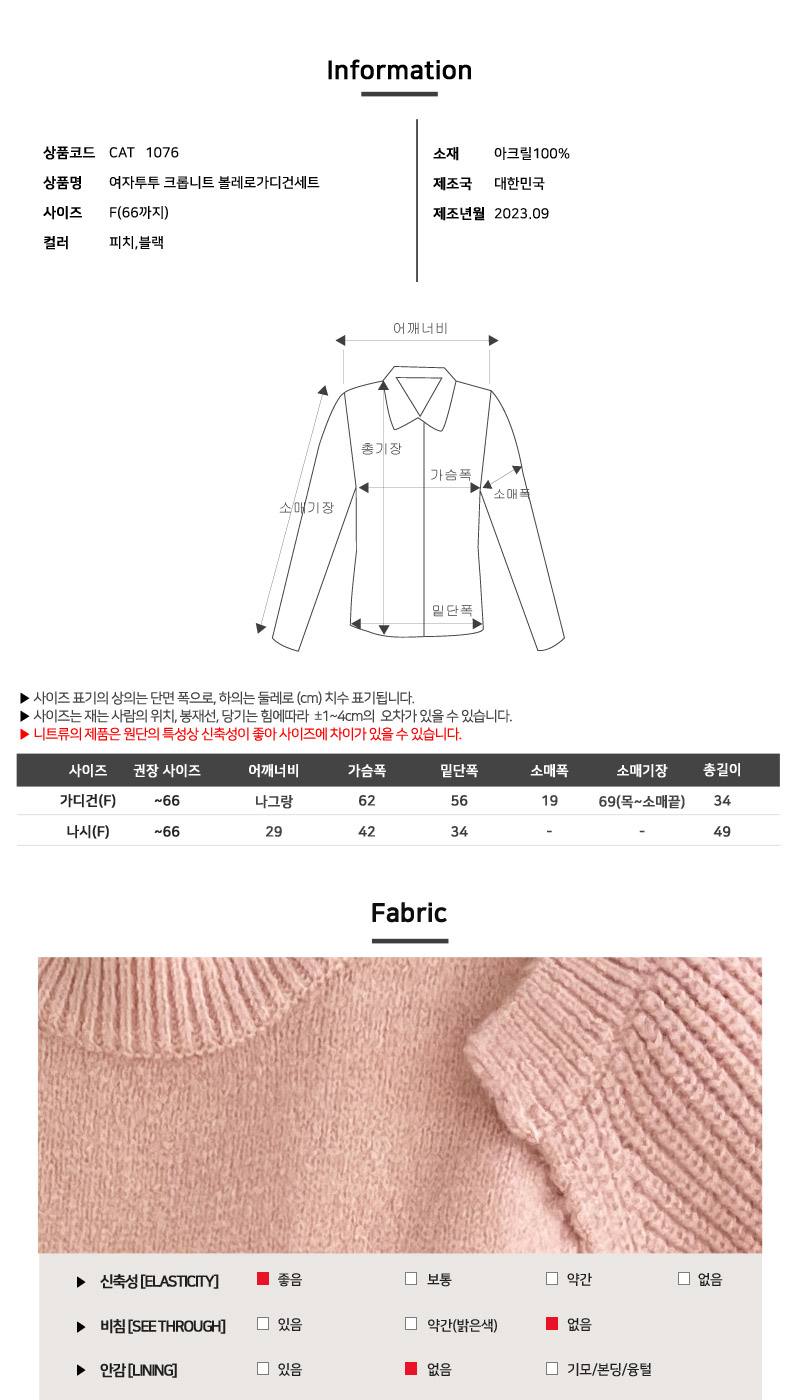 Information
상품코드 CAT 1076
상품명 여자투투 크롭니트 볼레로가디건세트
사이즈 F(66까지)
컬러 피치,블랙
소재 아크릴100%
제조국 대한민국
제조년월 2023.09
어깨너비
총기장
가슴폭
소매폭
소매기장
밑단폭
▶ 사이즈 표기의 상의는 단면 폭으로, 하의는 둘레로 (cm) 치수 표기됩니다.
▶ 사이즈는 재는 사람의 위치, 봉재선, 당기는 힘에따라 ±1~4cm의 오차가 있을 수 있습니다.
▶ 니트류의 제품은 원단의 특성상 신축성이 좋아 사이즈에 차이가 있을 수 있습니다.
사이즈 권장 사이즈 어깨너비 가슴폭 밑단폭 소매폭 소매기장 총길이
가디건(F) ~66 나그랑 62 56 19 69(목~소매끝) 34
나시(F) ~66 29 42 34 - - 49
Fabric
▶ 신축성 [ELASTICITY] 좋음 보통 약간 없음
▶ 비침 [SEE THROUGH] 있음 약간(밝은색) 없음
▶ 안감 [LINING] 있음 없음 기모/본딩/융털